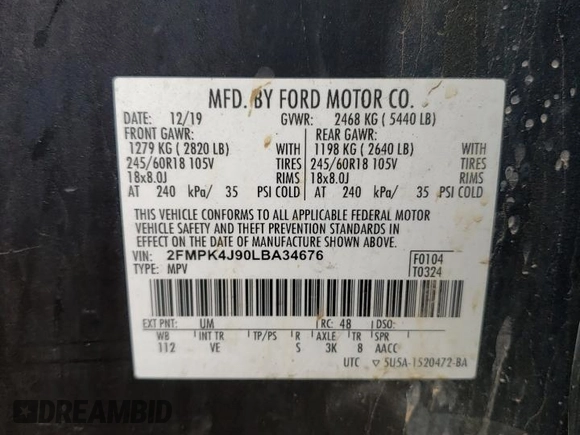 MFD. BY FORD MOTOR CO.
DATE: 12/19 GVWR: 2468 KG ( 5440 LB)
FRONT GAWR: REAR GAWR:
1279 KG ( 2820 LB) WITH 1198 KG ( 2640 LB) WITH
245/60R18 105V TIRES 245/60R18 105V TIRES
18x8.0J RIMS 18x8.0J RIMS
AT 240 kPa/ 35 PSI COLD AT 240 kPa/ 35 PSI COLD
THIS VEHICLE CONFORMS TO ALL APPLICABLE FEDERAL MOTOR
VEHICLE SAFETY AND THEFT PREVENTION STANDARDS IN
EFFECT ON THE DATE OF MANUFACTURE SHOWN ABOVE.
VIN: 2FMPK4J90LBA34676 F0104
TYPE: MPV T0324
EXT PNT: UM RC: 48 DSO:
WB INT TR TP/PS R AXLE TR SPR
112 VE S 3K 8 AACC
UTC 5U5A-1520472-BA
DREAMBID